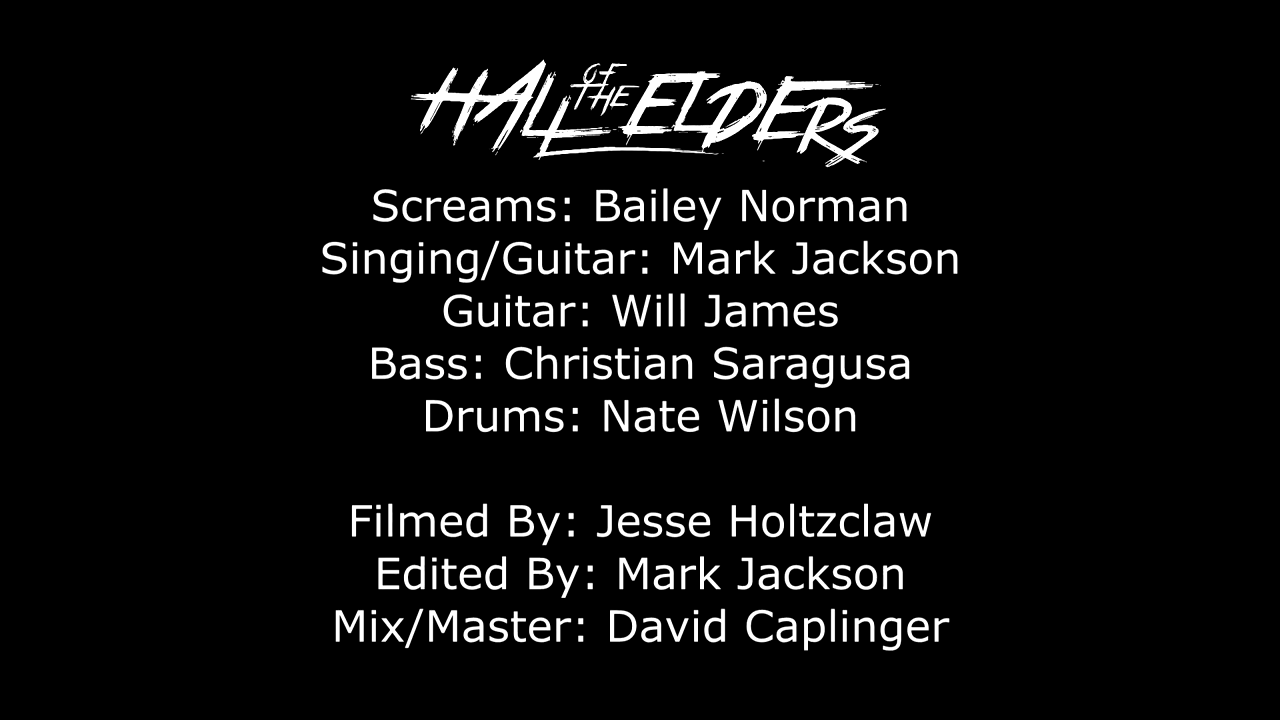 HALL OF THE ELDERS
Screams: Bailey Norman
Singing/Guitar: Mark Jackson
Guitar: Will James
Bass: Christian Saragusa
Drums: Nate Wilson
Filmed By: Jesse Holtzclaw
Edited By: Mark Jackson
Mix/Master: David Caplinger